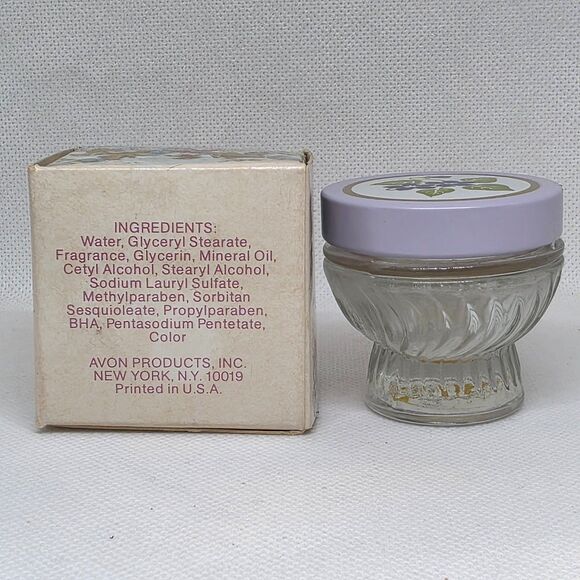 INGREDIENTS:
Water, Glyceryl Stearate,
Fragrance, Glycerin, Mineral Oil,
Cetyl Alcohol, Stearyl Alcohol,
Sodium Lauryl Sulfate,
Methylparaben, Sorbitan
Sesquioleate, Propylparaben,
BHA, Pentasodium Pentetate,
Color
AVON PRODUCTS, INC.
NEW YORK, N.Y. 10019
Printed in U.S.A.